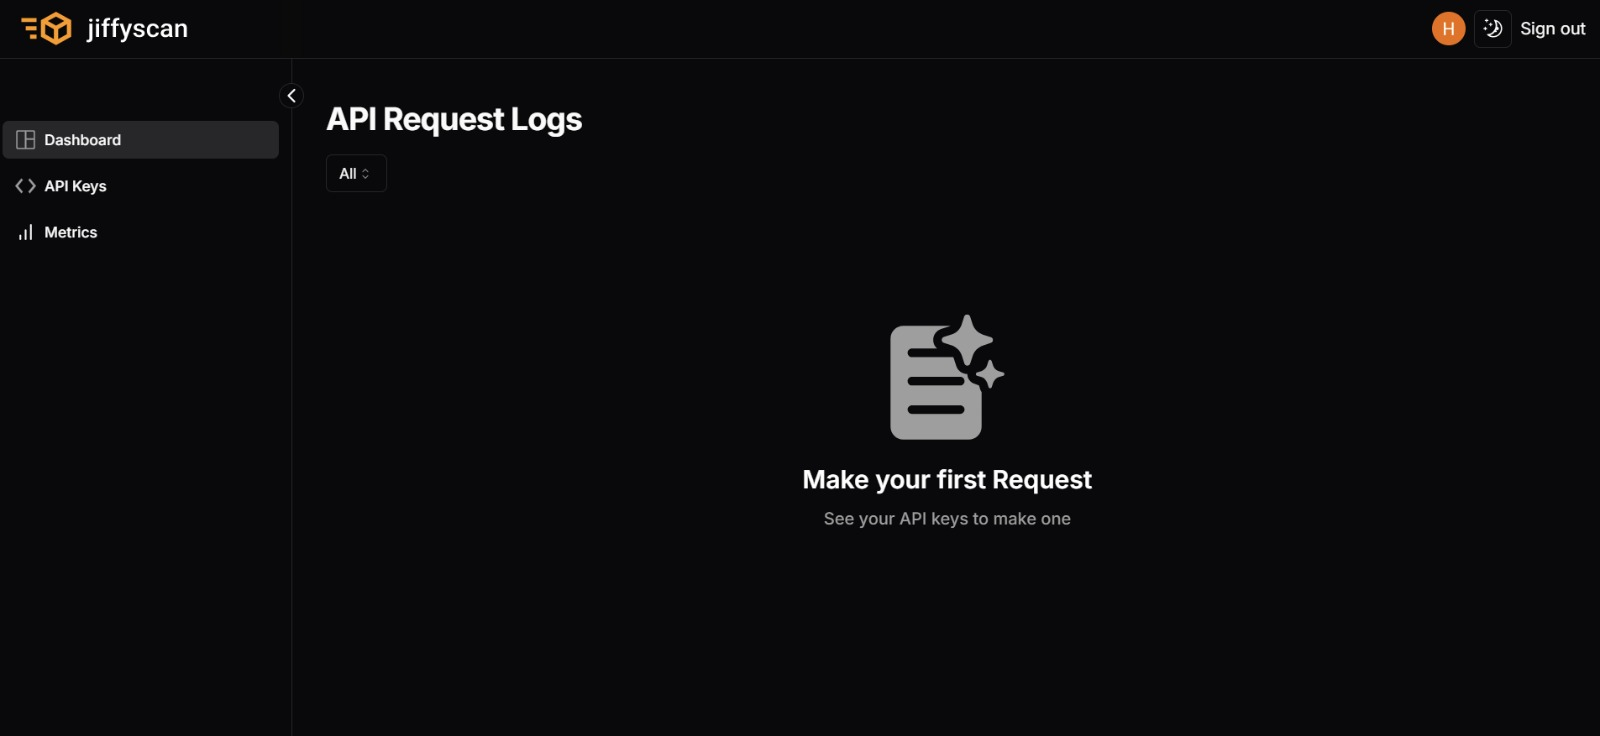 jiffyscan
H
Sign out
Dashboard
API Keys
Metrics
API Request Logs
All
Make your first Request
See your API keys to make one